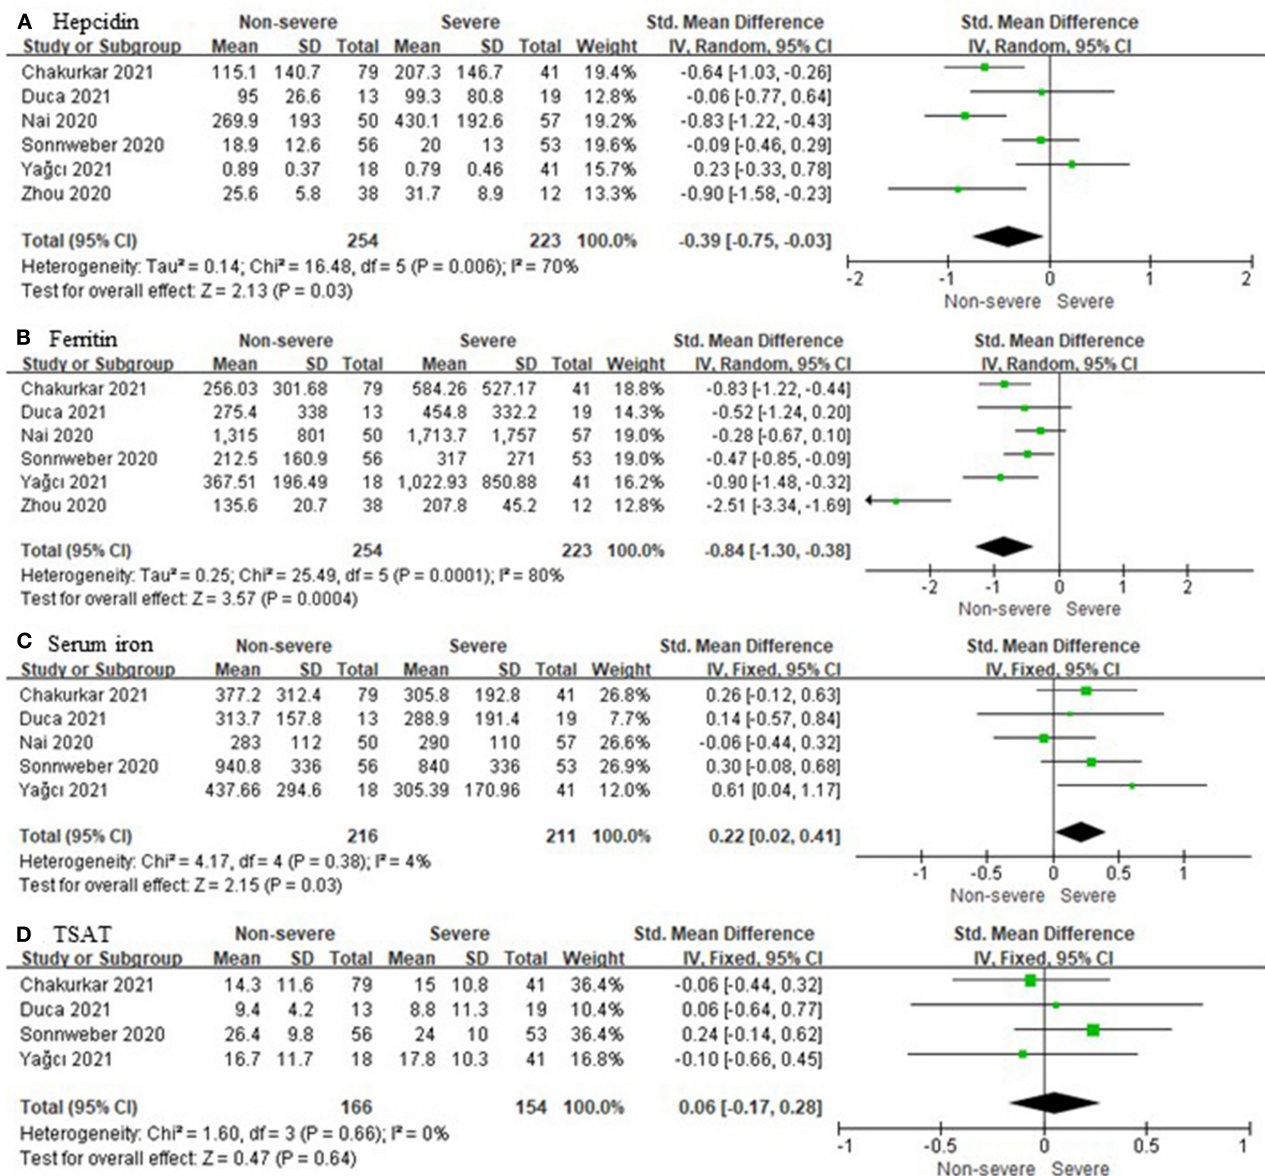 A Hepcidin Non-severe Severe Std. Mean Difference Std. Mean Difference
Study or Subgroup Mean SD Total Mean SD Total Weight IV, Random, 95% CI IV, Random, 95% CI
Chakurkar 2021 115.1 140.7 79 207.3 146.7 41 19.4% -0.64 [-1.03, -0.26]
Duca 2021 95 26.6 13 99.3 80.8 19 12.8% -0.06 [-0.77, 0.64]
Nai 2020 269.9 193 50 430.1 192.6 57 19.2% -0.83 [-1.22, -0.43]
Sonnweber 2020 18.9 12.6 56 20 13 53 19.6% -0.09 [-0.46, 0.29]
Yağcı 2021 0.89 0.37 18 0.79 0.46 41 15.7% 0.23 [-0.33, 0.78]
Zhou 2020 25.6 5.8 38 31.7 8.9 12 13.3% -0.90 [-1.58, -0.23]
Total (95% CI) 254 223 100.0% -0.39 [-0.75, -0.03]
Heterogeneity: Tau² = 0.14; Chi² = 16.48, df = 5 (P = 0.006); I² = 70%
Test for overall effect: Z = 2.13 (P = 0.03)
-2 -1 0 1 2
Non-severe Severe
B Ferritin Non-severe Severe Std. Mean Difference Std. Mean Difference
Study or Subgroup Mean SD Total Mean SD Total Weight IV, Random, 95% CI IV, Random, 95% CI
Chakurkar 2021 256.03 301.68 79 584.26 527.17 41 18.8% -0.83 [-1.22, -0.44]
Duca 2021 275.4 338 13 454.8 332.2 19 14.3% -0.52 [-1.24, 0.20]
Nai 2020 1,315 801 50 1,713.7 1,757 57 19.0% -0.28 [-0.67, 0.10]
Sonnweber 2020 212.5 160.9 56 317 271 53 19.0% -0.47 [-0.85, -0.09]
Yağcı 2021 367.51 196.49 18 1,022.93 850.88 41 16.2% -0.90 [-1.48, -0.32]
Zhou 2020 135.6 20.7 38 207.8 45.2 12 12.8% -2.51 [-3.34, -1.69]
Total (95% CI) 254 223 100.0% -0.84 [-1.30, -0.38]
Heterogeneity: Tau² = 0.25; Chi² = 25.49, df = 5 (P = 0.0001); I² = 80%
Test for overall effect: Z = 3.57 (P = 0.0004)
-2 -1 0 1 2
Non-severe Severe
C Serum iron Non-severe Severe Std. Mean Difference Std. Mean Difference
Study or Subgroup Mean SD Total Mean SD Total Weight IV, Fixed, 95% CI IV, Fixed, 95% CI
Chakurkar 2021 377.2 312.4 79 305.8 192.8 41 26.8% 0.26 [-0.12, 0.63]
Duca 2021 313.7 157.8 13 288.9 191.4 19 7.7% 0.14 [-0.57, 0.84]
Nai 2020 283 112 50 290 110 57 26.6% -0.06 [-0.44, 0.32]
Sonnweber 2020 940.8 336 56 840 336 53 26.9% 0.30 [-0.08, 0.68]
Yağcı 2021 437.66 294.6 18 305.39 170.96 41 12.0% 0.61 [0.04, 1.17]
Total (95% CI) 216 211 100.0% 0.22 [0.02, 0.41]
Heterogeneity: Chi² = 4.17, df = 4 (P = 0.38); I² = 4%
Test for overall effect: Z = 2.15 (P = 0.03)
-1 -0.5 0 0.5 1
Non-severe Severe
D TSAT Non-severe Severe Std. Mean Difference Std. Mean Difference
Study or Subgroup Mean SD Total Mean SD Total Weight IV, Fixed, 95% CI IV, Fixed, 95% CI
Chakurkar 2021 14.3 11.6 79 15 10.8 41 36.4% -0.06 [-0.44, 0.32]
Duca 2021 9.4 4.2 13 8.8 11.3 19 10.4% 0.06 [-0.64, 0.77]
Sonnweber 2020 26.4 9.8 56 24 10 53 36.4% 0.24 [-0.14, 0.62]
Yağcı 2021 16.7 11.7 18 17.8 10.3 41 16.8% -0.10 [-0.66, 0.45]
Total (95% CI) 166 154 100.0% 0.06 [-0.17, 0.28]
Heterogeneity: Chi² = 1.60, df = 3 (P = 0.66); I² = 0%
Test for overall effect: Z = 0.47 (P = 0.64)
-1 -0.5 0 0.5 1
Non-severe Severe